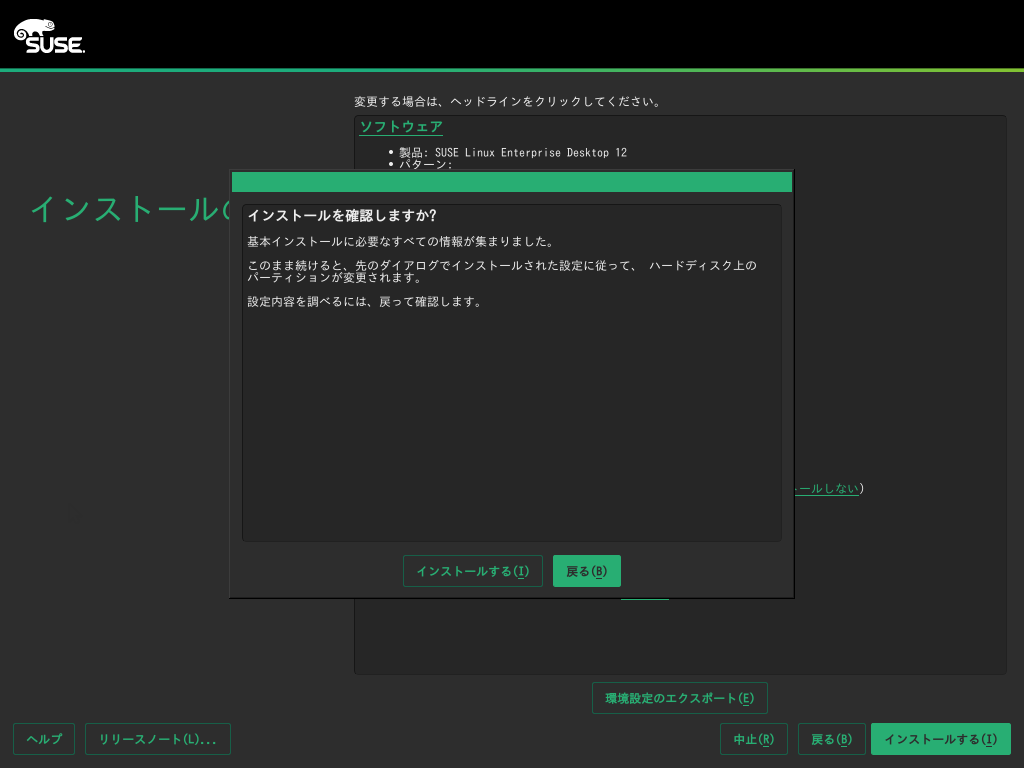 SUSE
変更する場合は、ヘッドラインをクリックしてください。
ソフトウェア
• 製品: SUSE Linux Enterprise Desktop 12
• パターン:
インストールの
インストールを確認しますか?
基本インストールに必要なすべての情報が集まりました。
このまま続けると、先のダイアログでインストールされた設定に従って、 ハードディスク上の
パーティションが変更されます。
設定内容を調べるには、戻って確認します。
ールしない)
インストールする(I)
戻る(B)
環境設定のエクスポート(E)
ヘルプ
リリースノート(L)...
中止(R)
戻る(B)
インストールする(I)